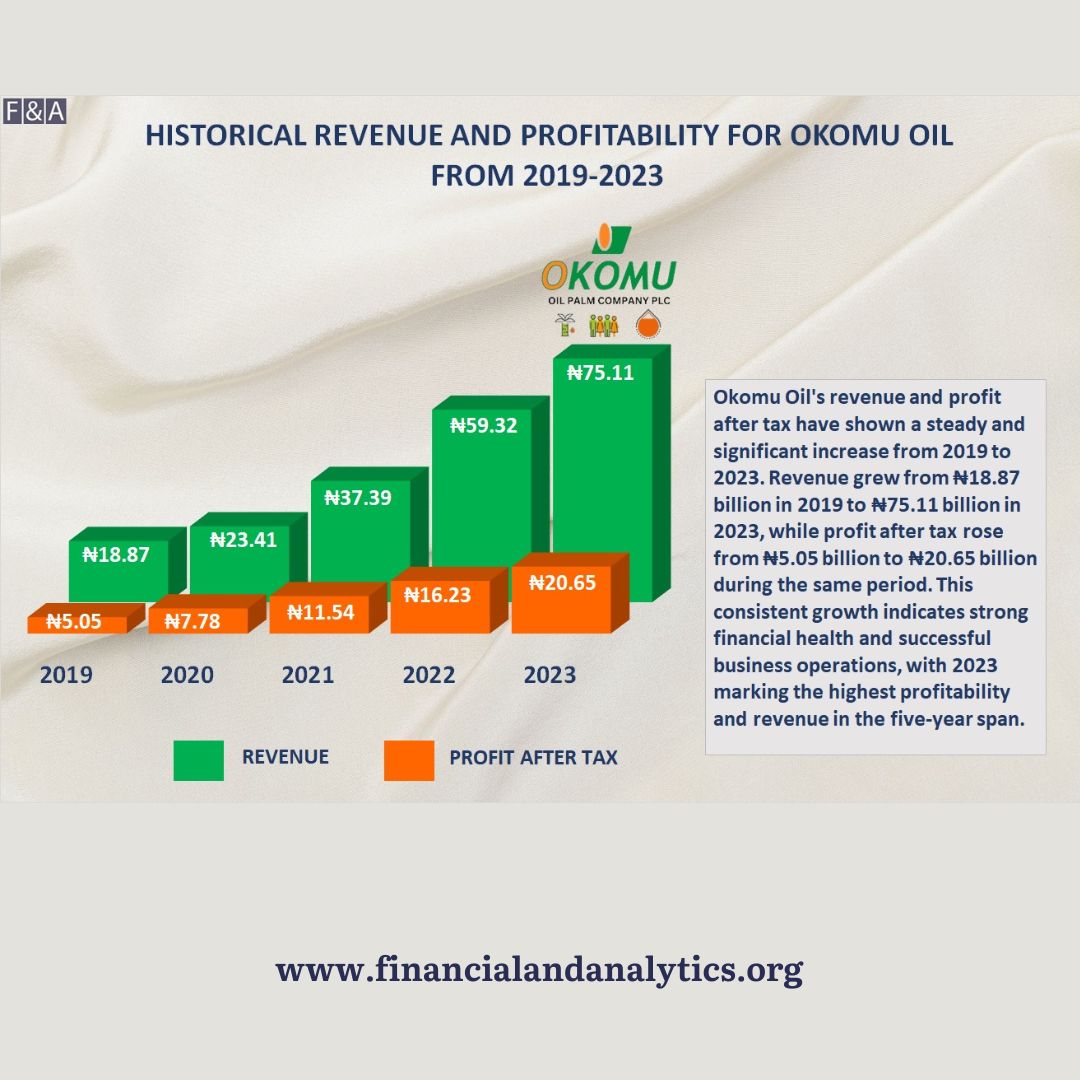 F&A
HISTORICAL REVENUE AND PROFITABILITY FOR OKOMU OIL
FROM 2019-2023
OKOMU
OIL PALM COMPANY PLC
₦75.11
₦59.32
₦37.39
₦23.41
₦18.87
₦5.05
₦7.78
₦11.54
₦16.23
₦20.65
2019
2020
2021
2022
2023
REVENUE
PROFIT AFTER TAX
Okomu Oil's revenue and profit
after tax have shown a steady and
significant increase from 2019 to
2023. Revenue grew from ₦18.87
billion in 2019 to ₦75.11 billion in
2023, while profit after tax rose
from ₦5.05 billion to ₦20.65 billion
during the same period. This
consistent growth indicates strong
financial health and successful
business operations, with 2023
marking the highest profitability
and revenue in the five-year span.
www.financialandanalytics.org